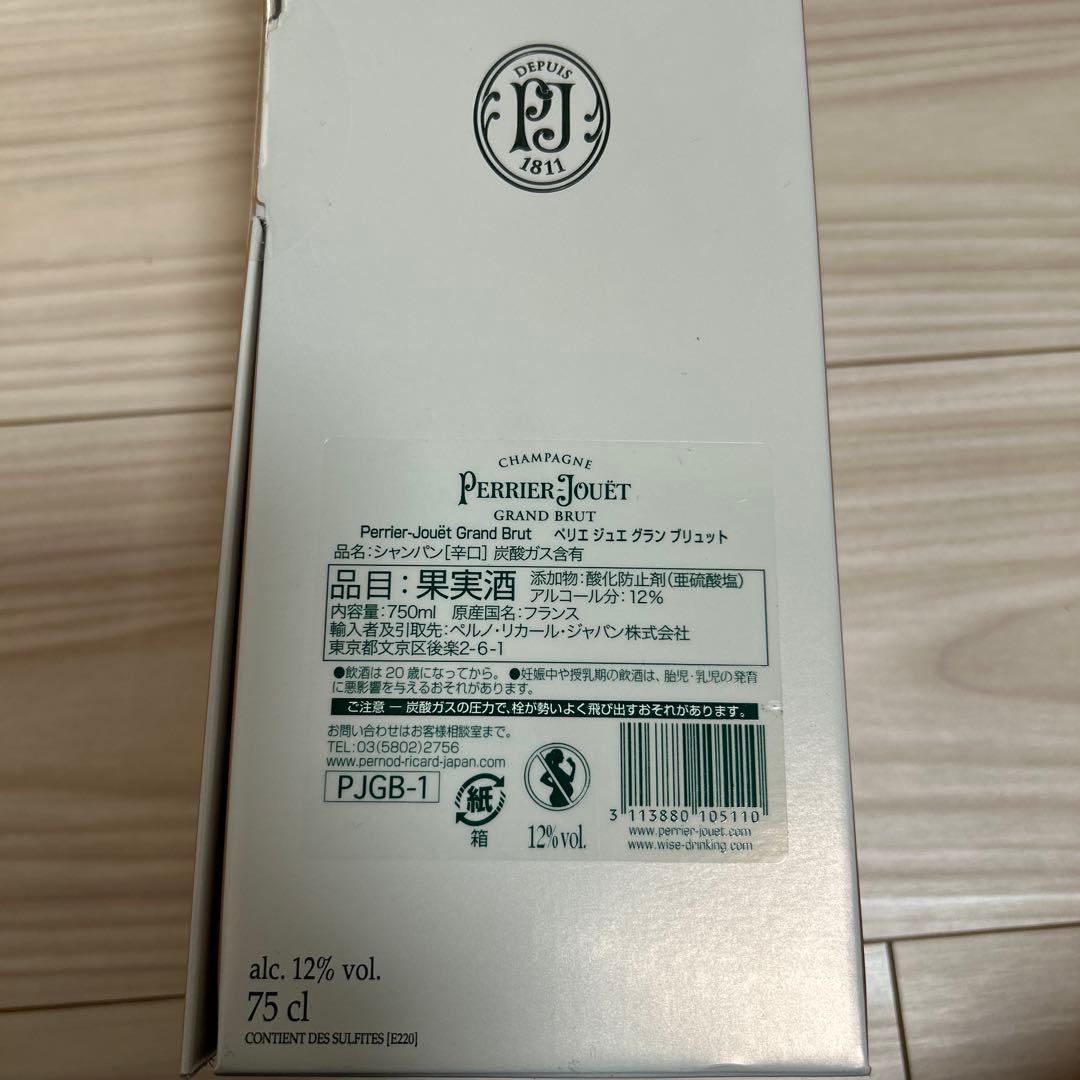 DEPUIS
PJ
1811
CHAMPAGNE
PERRIER-JOUËT
GRAND BRUT
Perrier-Jouët Grand Brut ペリエ ジュエ グラン ブリュット
品名：シャンパン［辛口］炭酸ガス含有
品目：果実酒 添加物：酸化防止剤（亜硫酸塩）
アルコール分：12%
内容量：750ml 原産国名：フランス
輸入者及引取先：ペルノ・リカール・ジャパン株式会社
東京都文京区後楽2-6-1
●飲酒は20歳になってから。●妊娠中や授乳期の飲酒は、胎児・乳児の発育
に悪影響を与えるおそれがあります。
ご注意 ― 炭酸ガスの圧力で、栓が勢いよく飛び出すおそれがあります。
お問い合わせはお客様相談室まで。
TEL:03(5802)2756
www.pernod-ricard-japan.com
PJGB-1
紙
箱
12%vol.
3 113880 105110
www.perrier-jouet.com
www.wise-drinking.com
alc. 12% vol.
75 cl
CONTIENT DES SULFITES [E220]